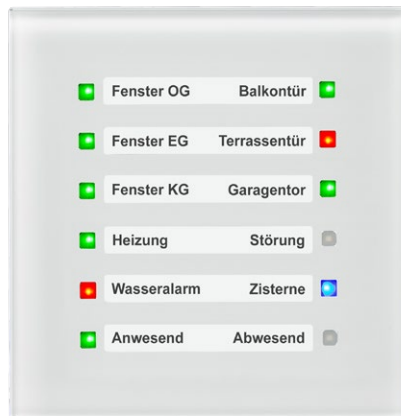 Fenster OG Balkontür
Fenster EG Terrassentür
Fenster KG Garagentor
Heizung Störung
Wasseralarm Zisterne
Anwesend Abwesend